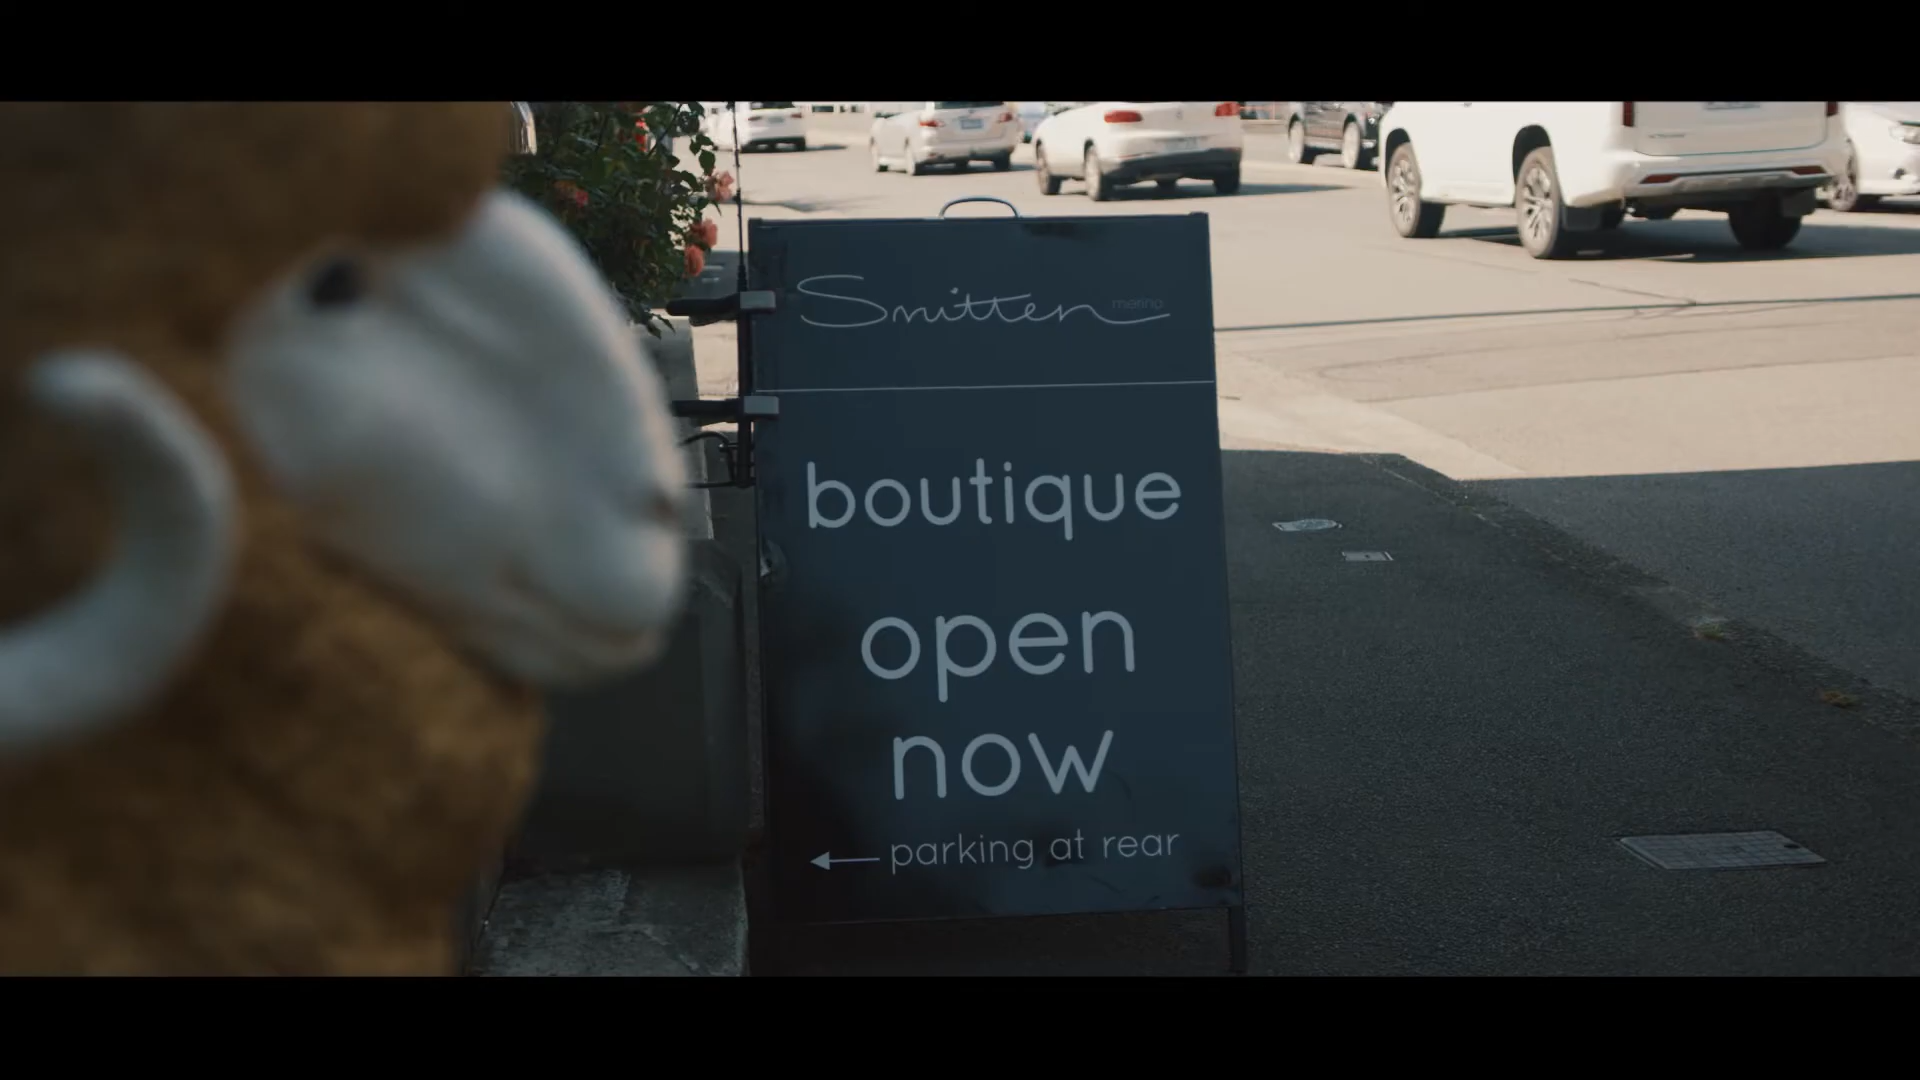 Smitten merino
boutique
open
now
parking at rear